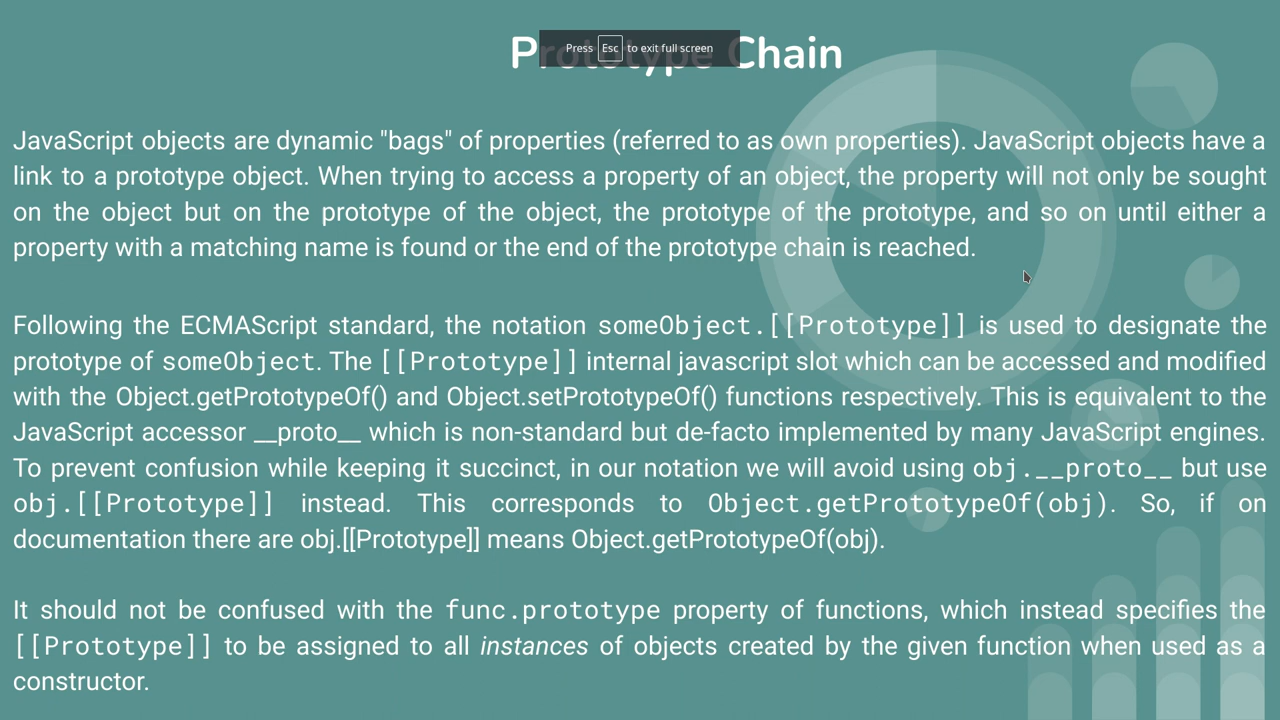 Prototype Chain
Press Esc to exit full screen
JavaScript objects are dynamic "bags" of properties (referred to as own properties). JavaScript objects have a
link to a prototype object. When trying to access a property of an object, the property will not only be sought
on the object but on the prototype of the object, the prototype of the prototype, and so on until either a
property with a matching name is found or the end of the prototype chain is reached.
Following the ECMAScript standard, the notation someObject.[[Prototype]] is used to designate the
prototype of someObject. The [[Prototype]] internal javascript slot which can be accessed and modified
with the Object.getPrototypeOf() and Object.setPrototypeOf() functions respectively. This is equivalent to the
JavaScript accessor __proto__ which is non-standard but de-facto implemented by many JavaScript engines.
To prevent confusion while keeping it succinct, in our notation we will avoid using obj.__proto__ but use
obj.[[Prototype]] instead. This corresponds to Object.getPrototypeOf(obj). So, if on
documentation there are obj.[[Prototype]] means Object.getPrototypeOf(obj).
It should not be confused with the func.prototype property of functions, which instead specifies the
[[Prototype]] to be assigned to all instances of objects created by the given function when used as a
constructor.